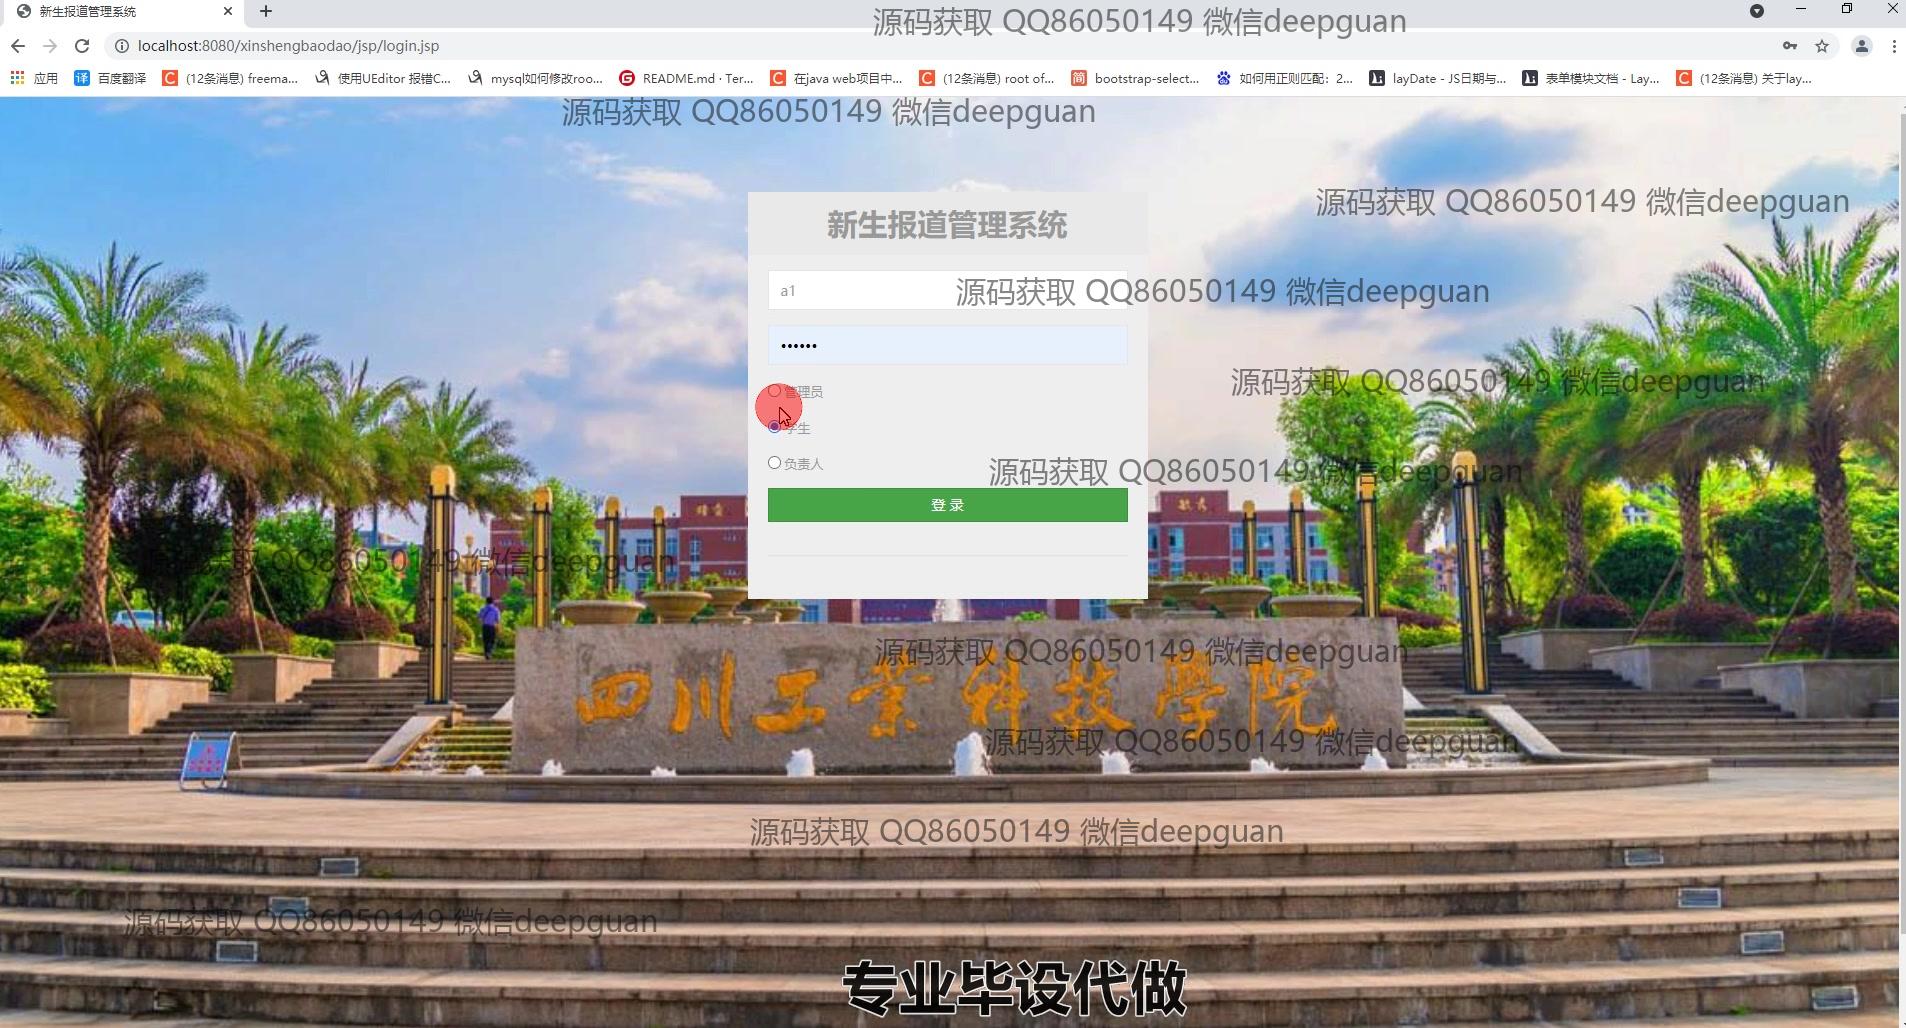 新生报道管理系统
源码获取 QQ86050149 微信deepguan
localhost:8080/xinshengbaodao/jsp/login.jsp
应用
百度翻译
(12条消息) freema...
使用UEditor 报错C...
mysql如何修改roo...
README.md · Ter...
在java web项目中...
(12条消息) root of...
bootstrap-select...
如何用正则匹配：2...
layDate - JS日期与...
表单模块文档 - Lay...
(12条消息) 关于lay...
源码获取 QQ86050149 微信deepguan
源码获取 QQ86050149 微信deepguan
新生报道管理系统
a1
源码获取 QQ86050149 微信deepguan
源码获取 QQ86050149 微信deepguan
管理员
学生
负责人
源码获取 QQ86050149 微信deepguan
登 录
源码获取 QQ86050149 微信deepguan
源码获取 QQ86050149 微信deepguan
四川工業科技學院
源码获取 QQ86050149 微信deepguan
源码获取 QQ86050149 微信deepguan
源码获取 QQ86050149 微信deepguan
专业毕设代做